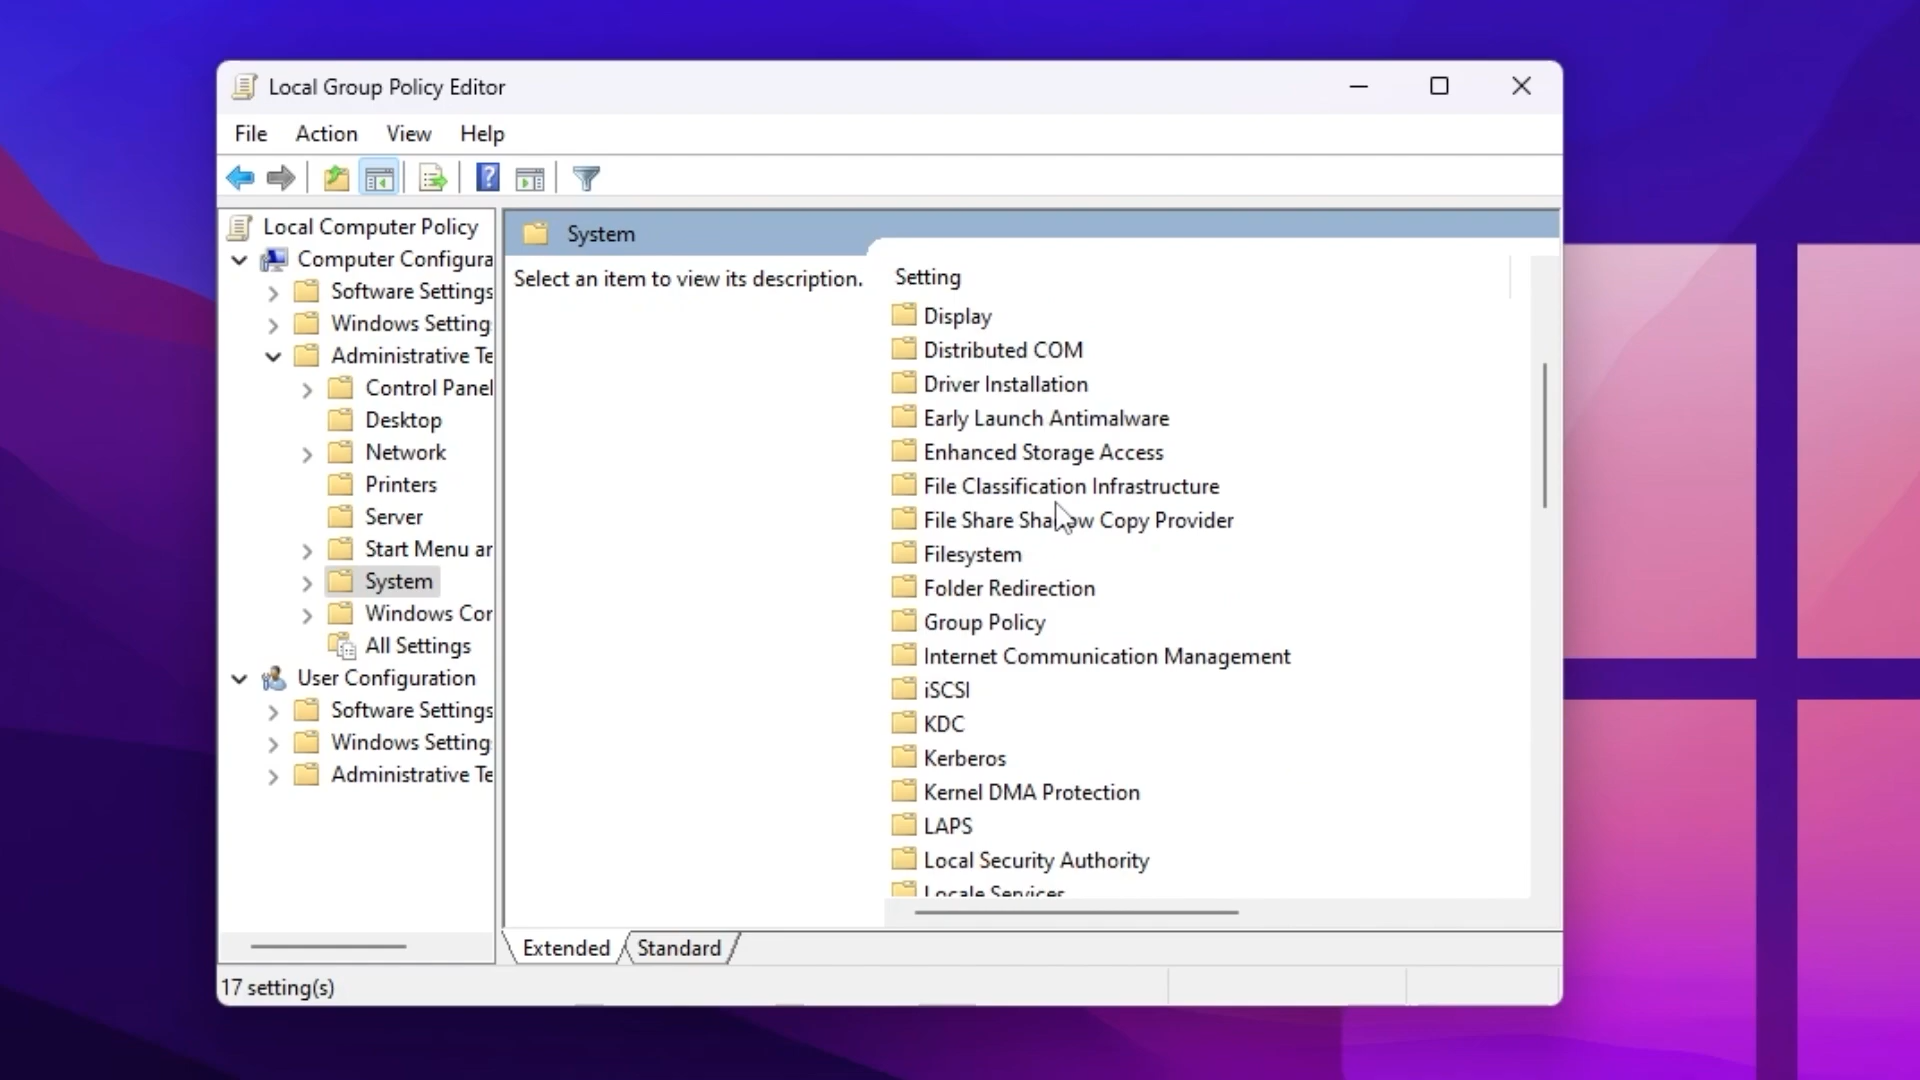 Local Group Policy Editor
File Action View Help
Local Computer Policy
Computer Configura
Software Settings
Windows Setting
Administrative Te
Control Panel
Desktop
Network
Printers
Server
Start Menu ar
System
Windows Cor
All Settings
User Configuration
Software Settings
Windows Setting
Administrative Te
System
Select an item to view its description.
Setting
Display
Distributed COM
Driver Installation
Early Launch Antimalware
Enhanced Storage Access
File Classification Infrastructure
File Share Shadow Copy Provider
Filesystem
Folder Redirection
Group Policy
Internet Communication Management
iSCSI
KDC
Kerberos
Kernel DMA Protection
LAPS
Local Security Authority
Locale Services
Extended Standard
17 setting(s)